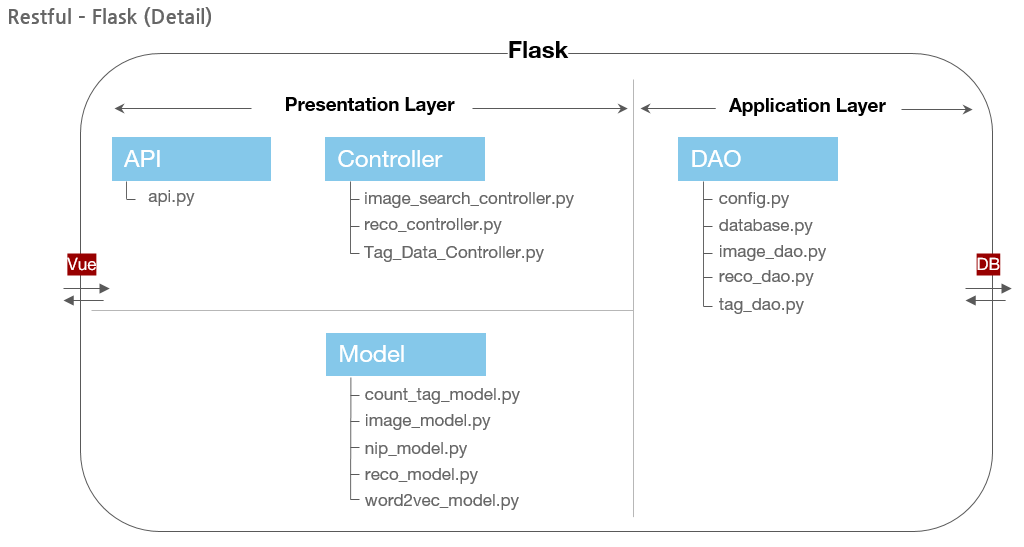 Restful - Flask (Detail)
Flask
Presentation Layer
Application Layer
API
api.py
Controller
image_search_controller.py
reco_controller.py
Tag_Data_Controller.py
DAO
config.py
database.py
image_dao.py
reco_dao.py
tag_dao.py
Vue
DB
Model
count_tag_model.py
image_model.py
nip_model.py
reco_model.py
word2vec_model.py